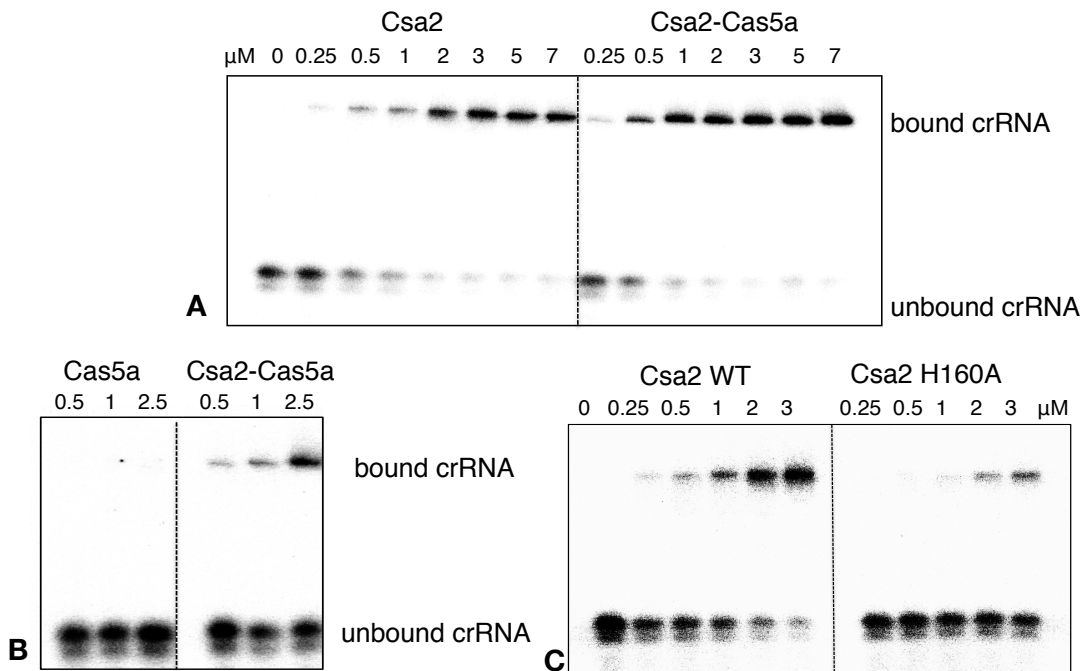 Csa2 Csa2-Cas5a
µM 0 0.25 0.5 1 2 3 5 7 0.25 0.5 1 2 3 5 7
bound crRNA
A unbound crRNA
Cas5a Csa2-Cas5a
0.5 1 2.5 0.5 1 2.5
bound crRNA
B unbound crRNA
Csa2 WT Csa2 H160A
0 0.25 0.5 1 2 3 0.25 0.5 1 2 3 µM
C